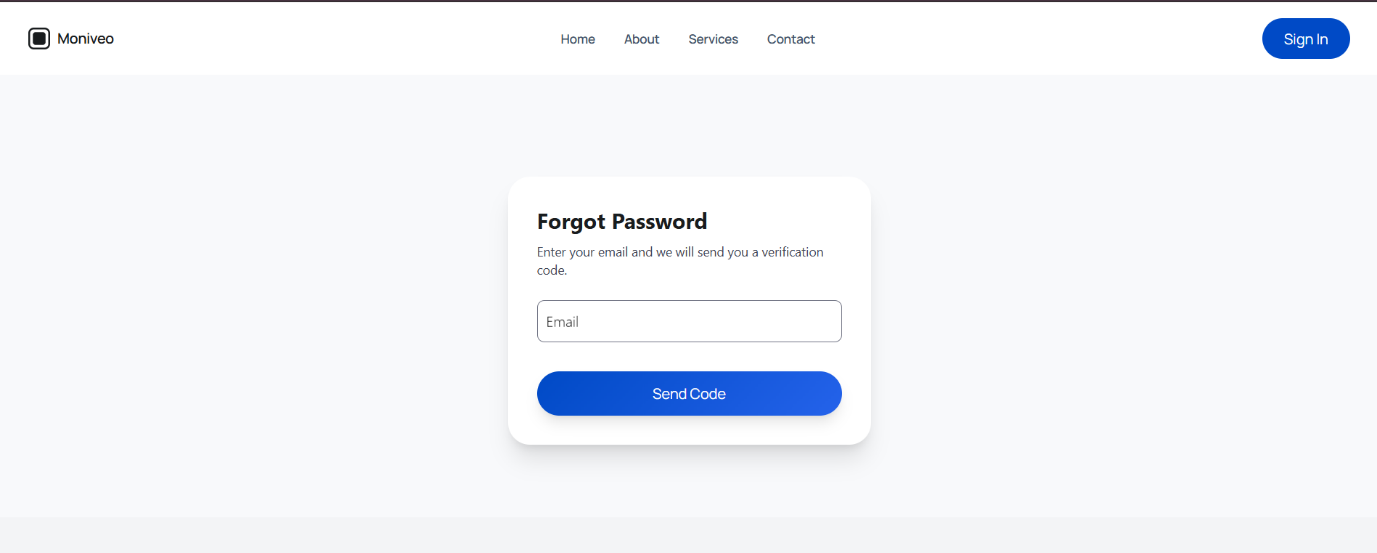 Moniveo
Home About Services Contact
Sign In
Forgot Password
Enter your email and we will send you a verification
code.
Email
Send Code